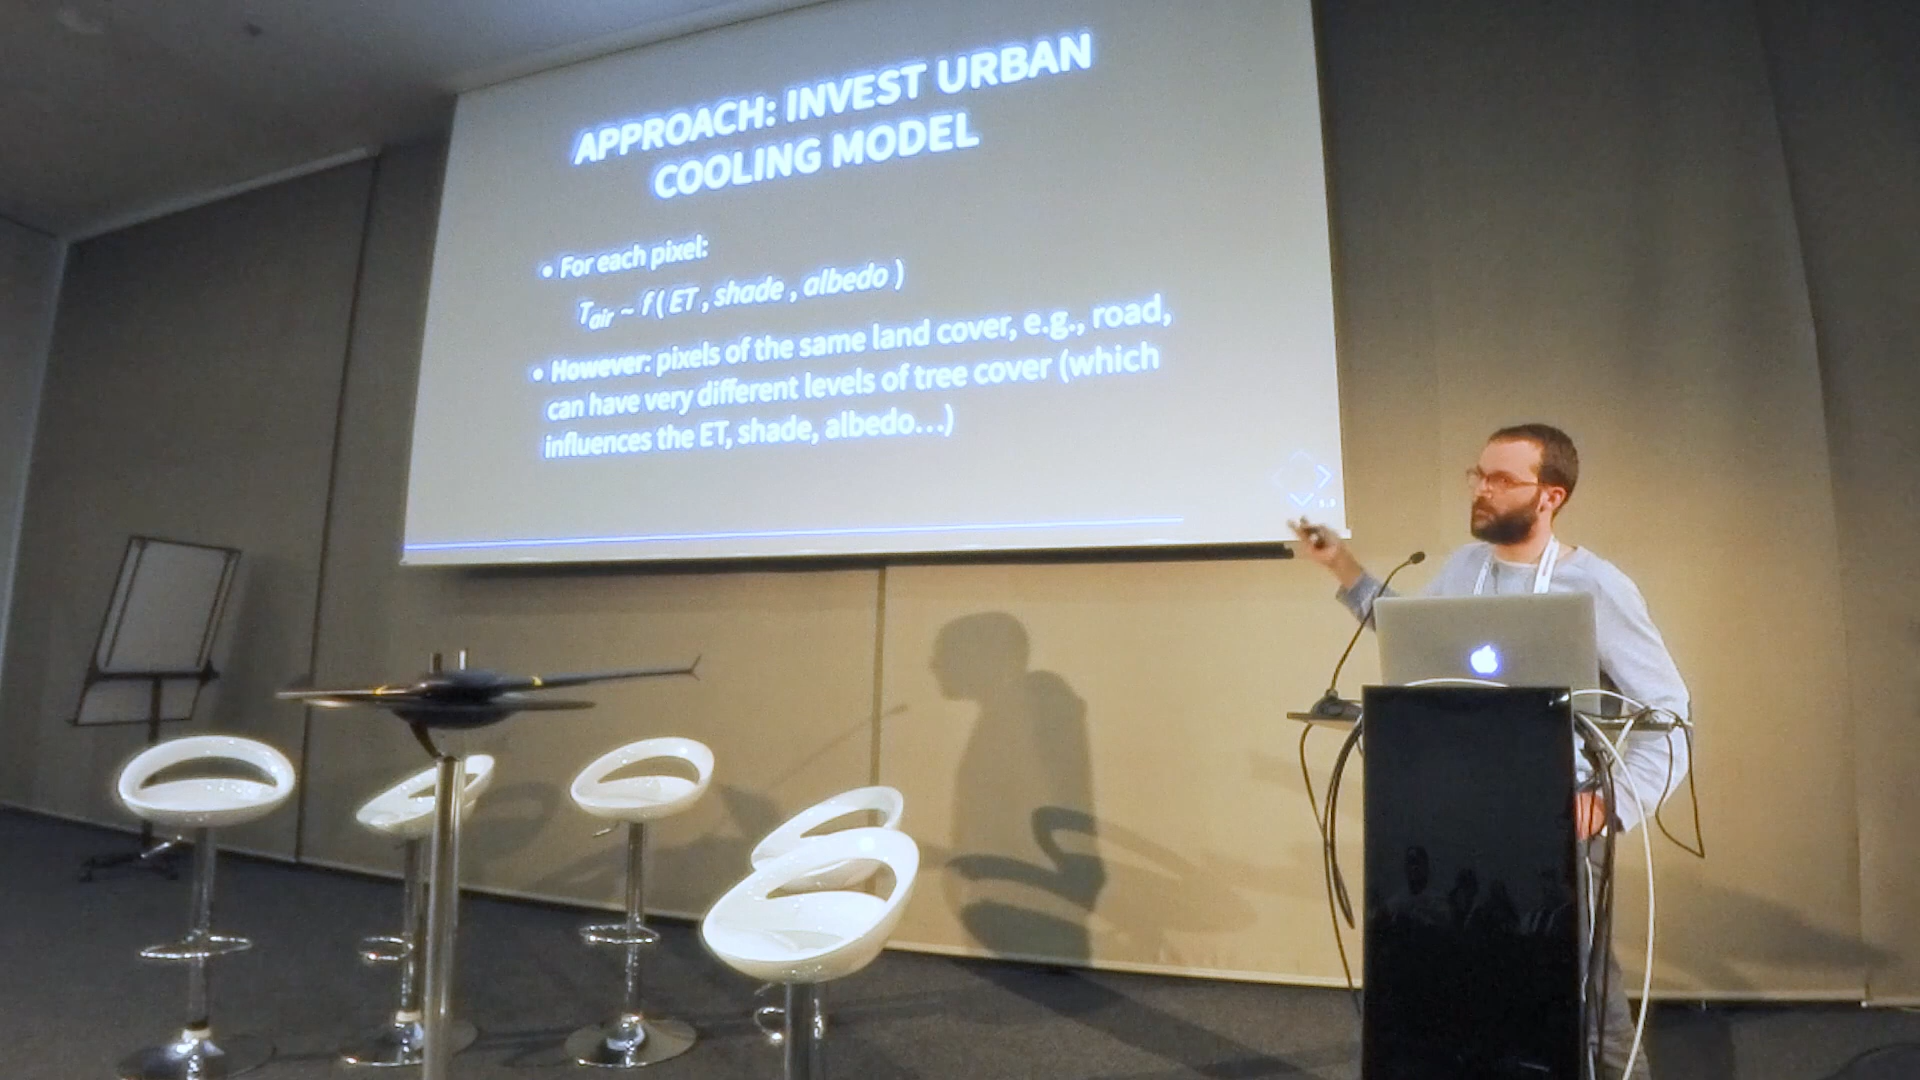 APPROACH: INVEST URBAN
COOLING MODEL
• For each pixel:
Tair ~ f ( ET , shade , albedo )
• However: pixels of the same land cover, e.g., road,
can have very different levels of tree cover (which
influences the ET, shade, albedo…)